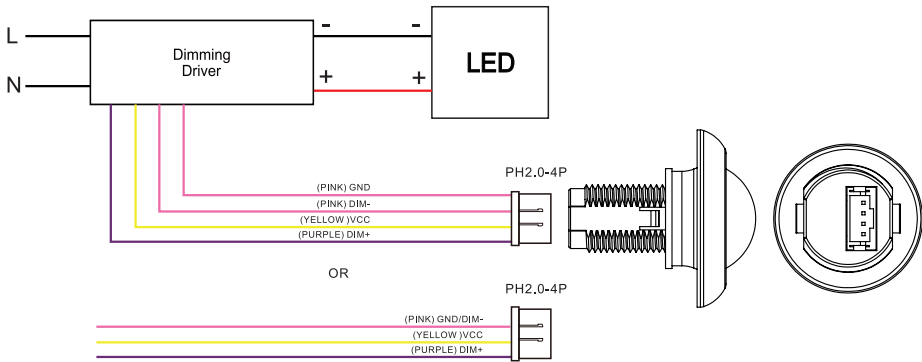 L
N
Dimming
Driver
- -
+ +
LED
PH2.0-4P
(PINK) GND
(PINK) DIM-
(YELLOW )VCC
(PURPLE) DIM+
OR
PH2.0-4P
(PINK) GND/DIM-
(YELLOW )VCC
(PURPLE) DIM+